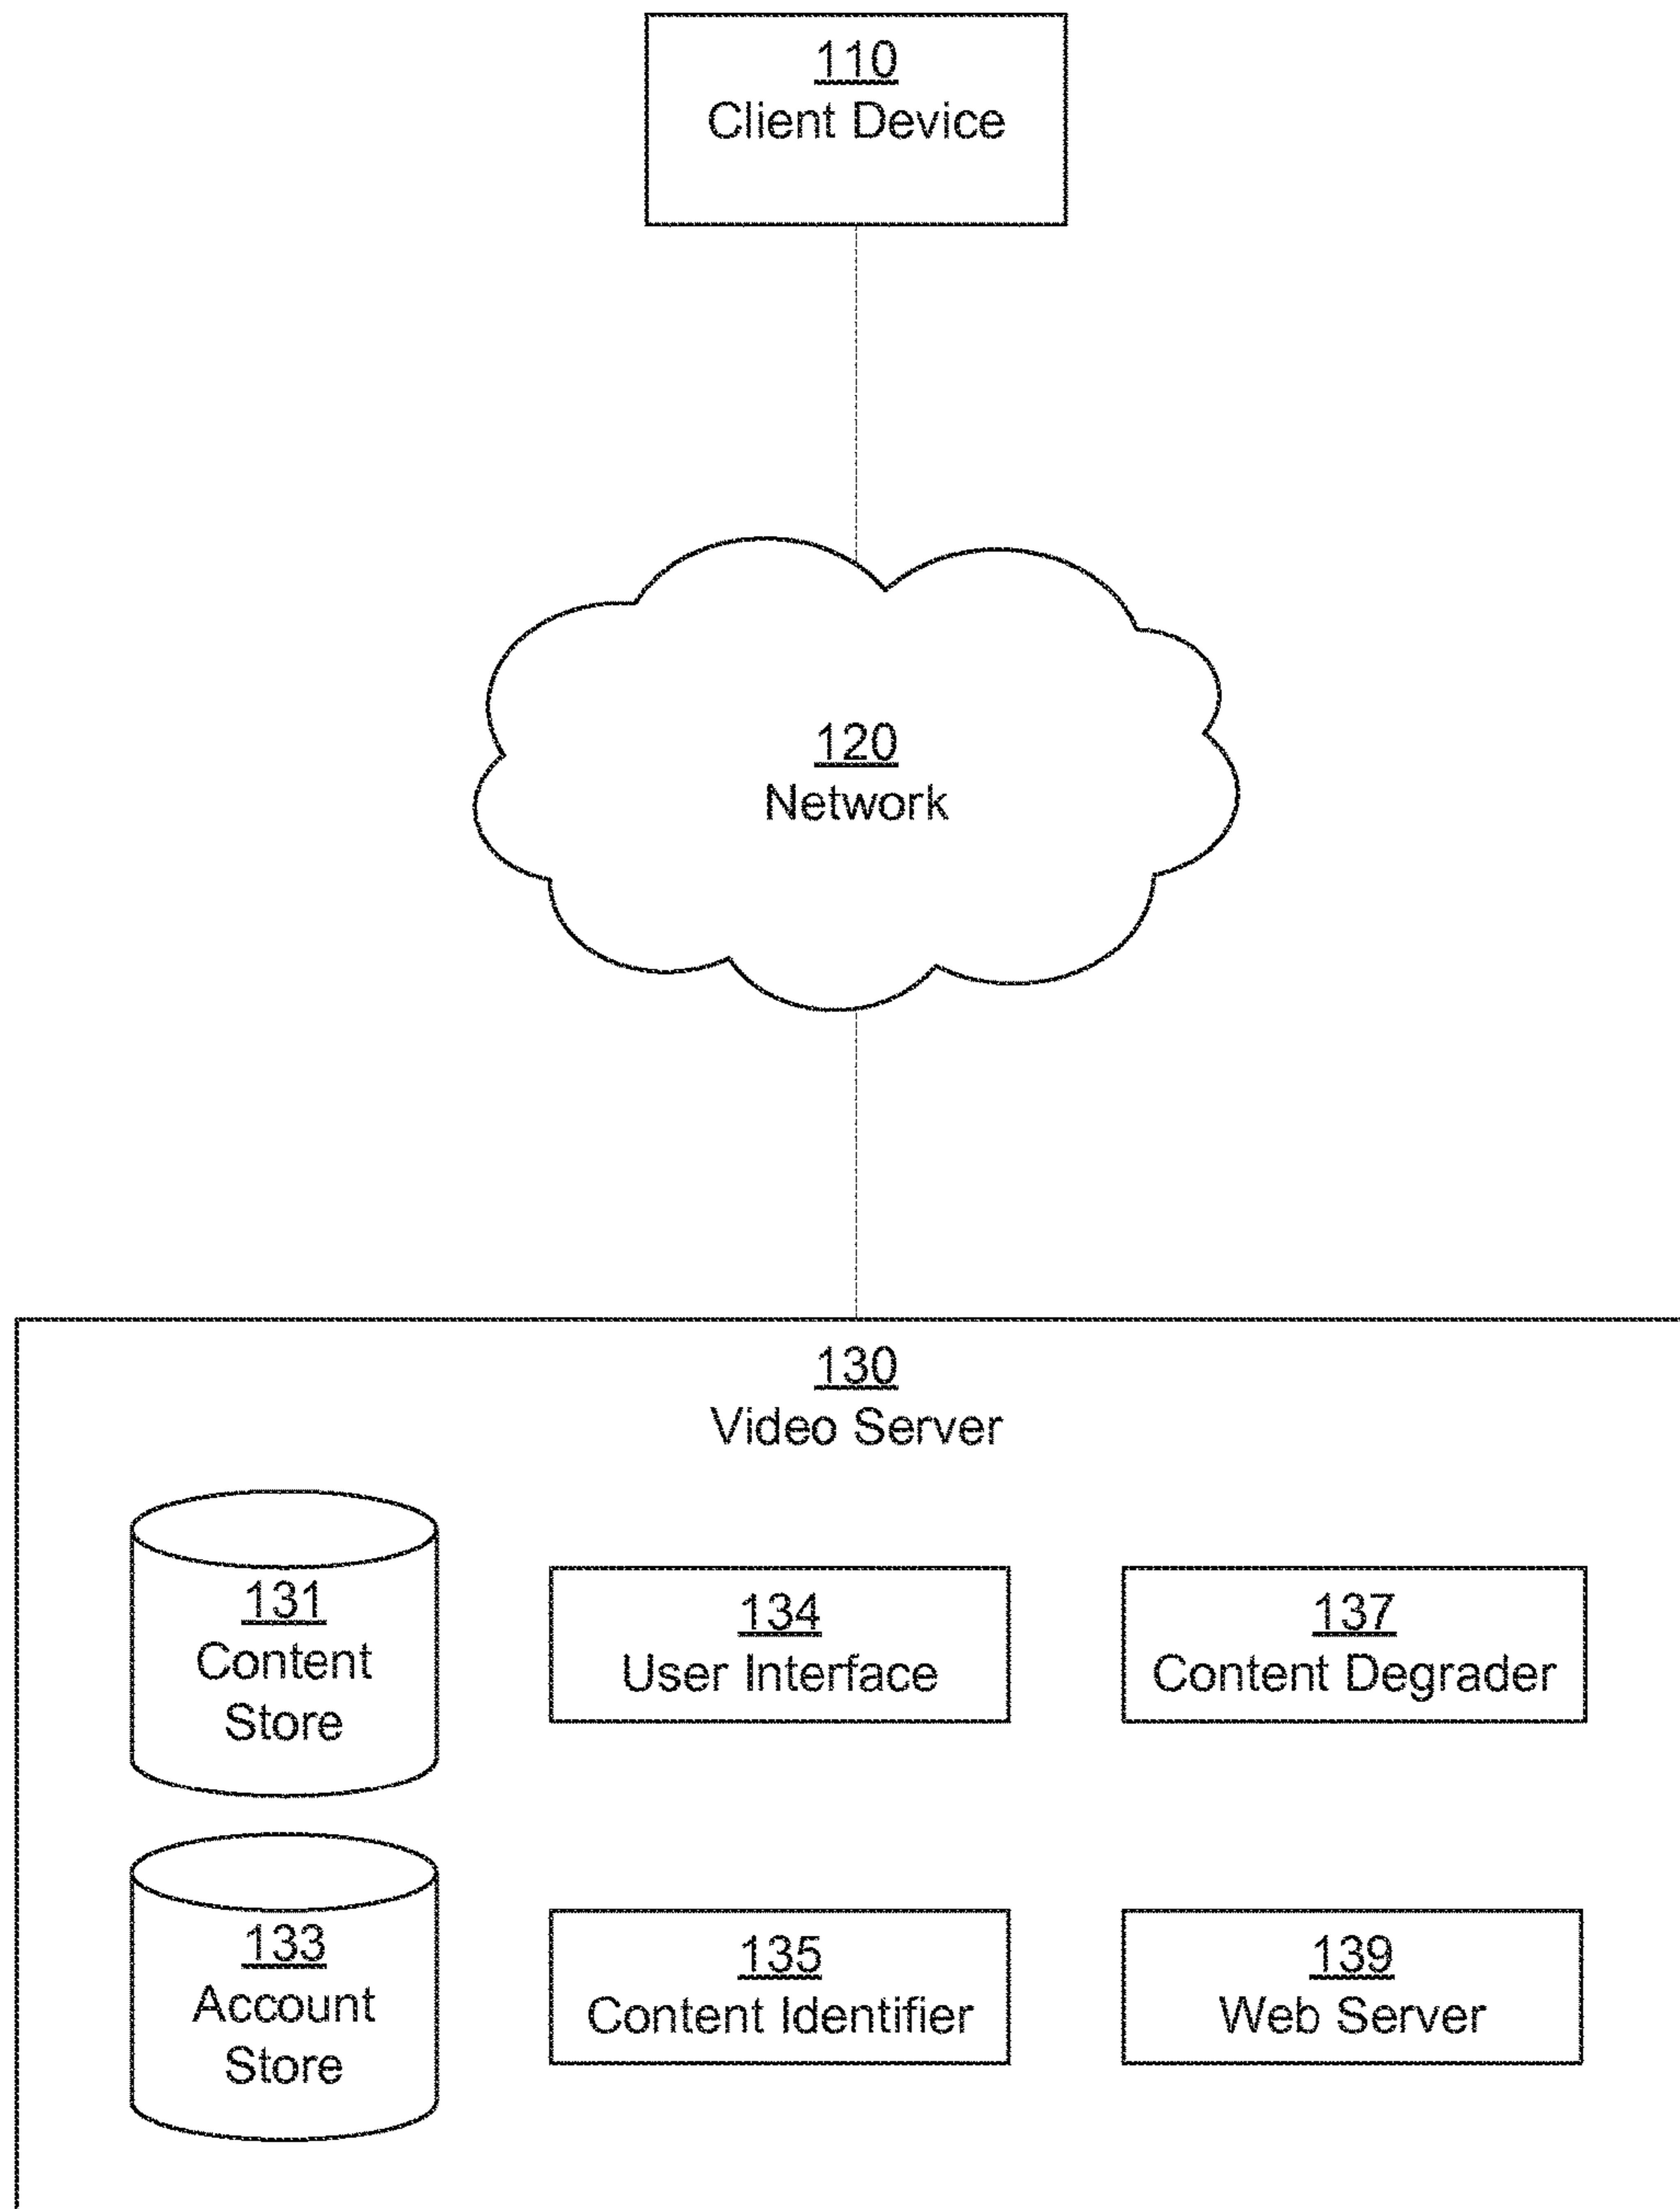 110
Client Device
120
Network
130
Video Server
131
Content
Store
134
User Interface
137
Content Degrader
133
Account
Store
135
Content Identifier
139
Web Server